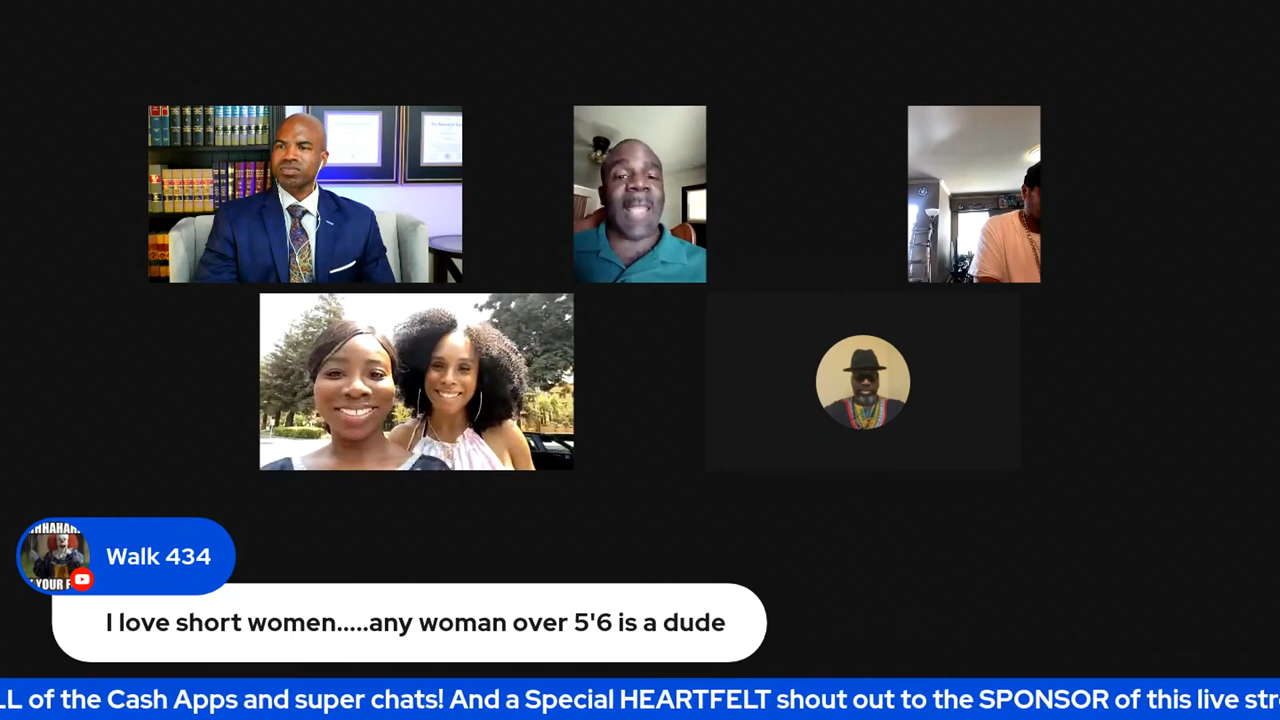 Walk 434
I love short women.....any woman over 5'6 is a dude
LL of the Cash Apps and super chats! And a Special HEARTFELT shout out to the SPONSOR of this live str